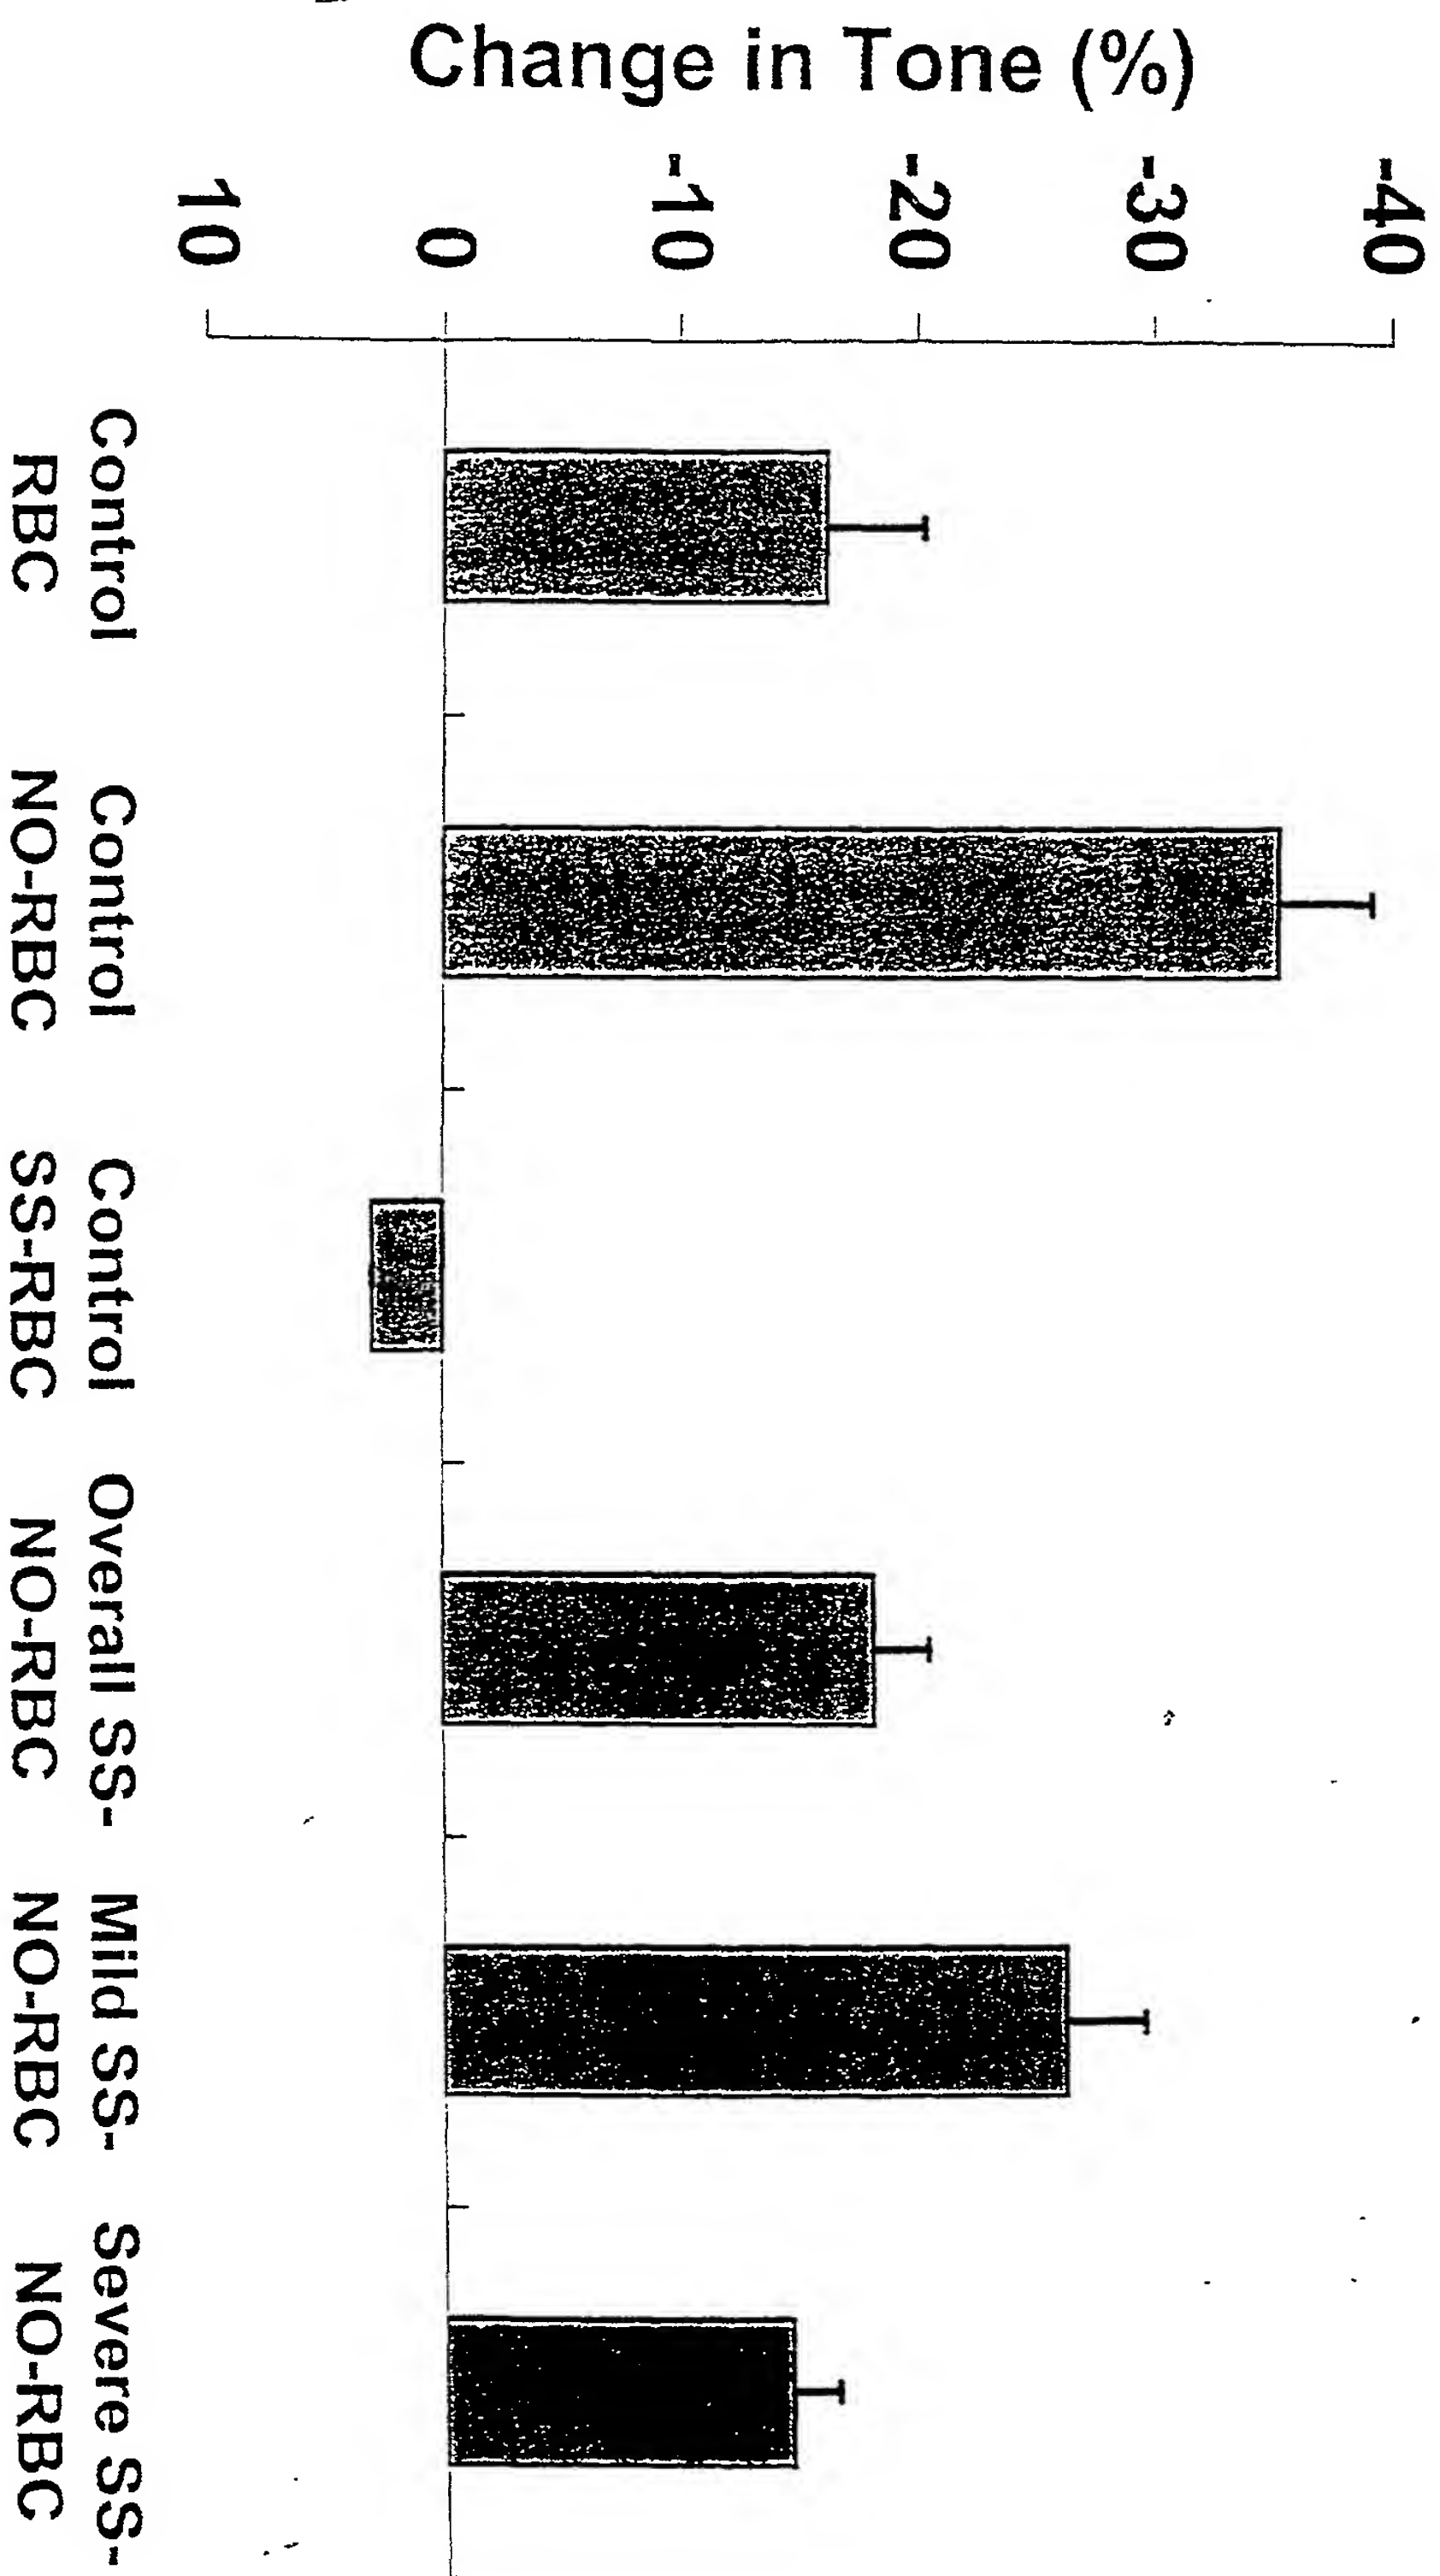 Change in Tone (%)
-40
-30
-20
-10
0
10
Control
RBC
Control
NO-RBC
Control
SS-RBC
Overall SS-
NO-RBC
Mild SS-
NO-RBC
Severe SS-
NO-RBC